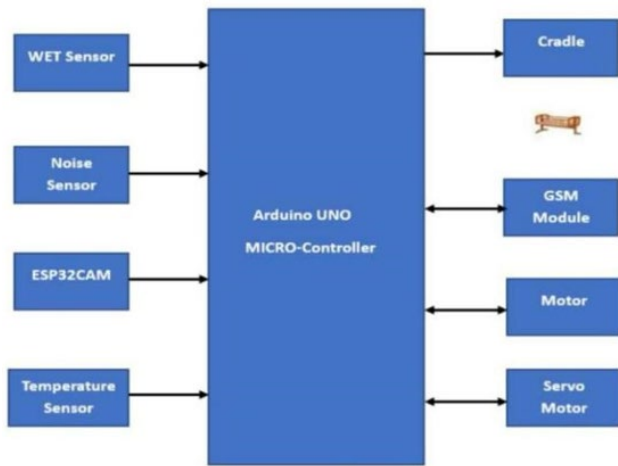 WET Sensor
Noise
Sensor
ESP32CAM
Temperature
Sensor
Arduino UNO
MICRO-Controller
Cradle
GSM
Module
Motor
Servo
Motor